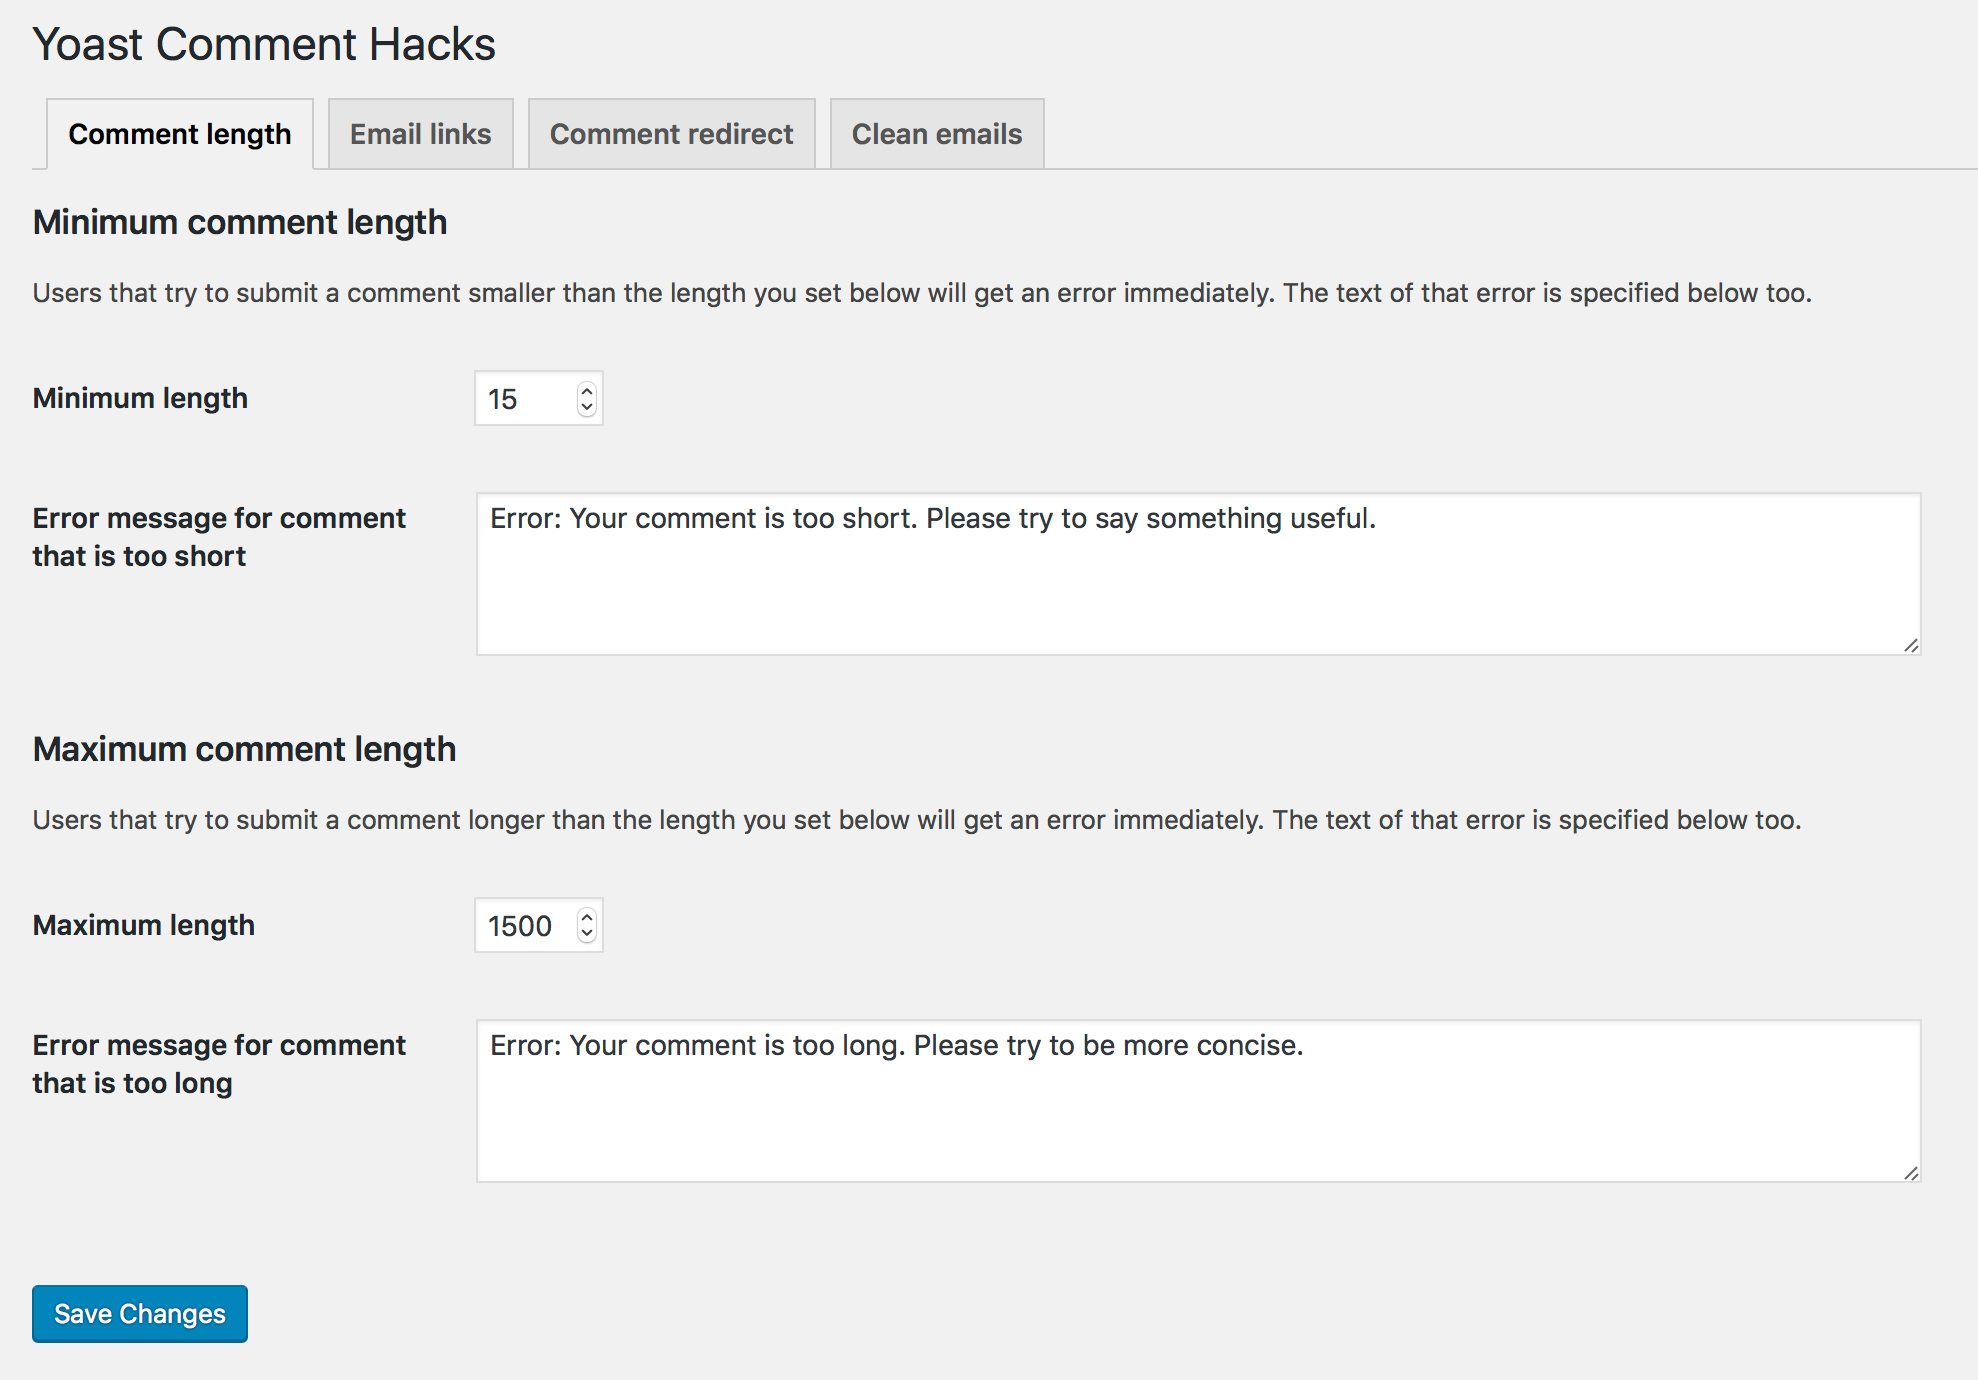 Yoast Comment Hacks
Comment length
Email links
Comment redirect
Clean emails
Minimum comment length
Users that try to submit a comment smaller than the length you set below will get an error immediately. The text of that error is specified below too.
Minimum length
15
Error message for comment
that is too short
Error: Your comment is too short. Please try to say something useful.
Maximum comment length
Users that try to submit a comment longer than the length you set below will get an error immediately. The text of that error is specified below too.
Maximum length
1500
Error message for comment
that is too long
Error: Your comment is too long. Please try to be more concise.
Save Changes